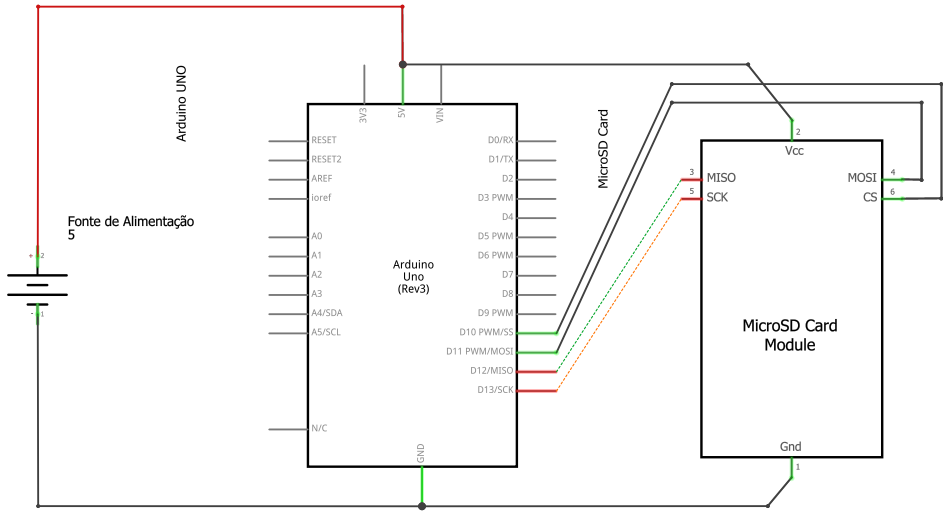 Arduino UNO
Fonte de Alimentação
5
+ 2
- 1
3V3
5V
VIN
RESET
RESET2
AREF
ioref
A0
A1
A2
A3
A4/SDA
A5/SCL
N/C
Arduino
Uno
(Rev3)
D0/RX
D1/TX
D2
D3 PWM
D4
D5 PWM
D6 PWM
D7
D8
D9 PWM
D10 PWM/SS
D11 PWM/MOSI
D12/MISO
D13/SCK
GND
MicroSD Card
2
Vcc
3 MISO
5 SCK
MOSI 4
CS 6
MicroSD Card
Module
Gnd
1